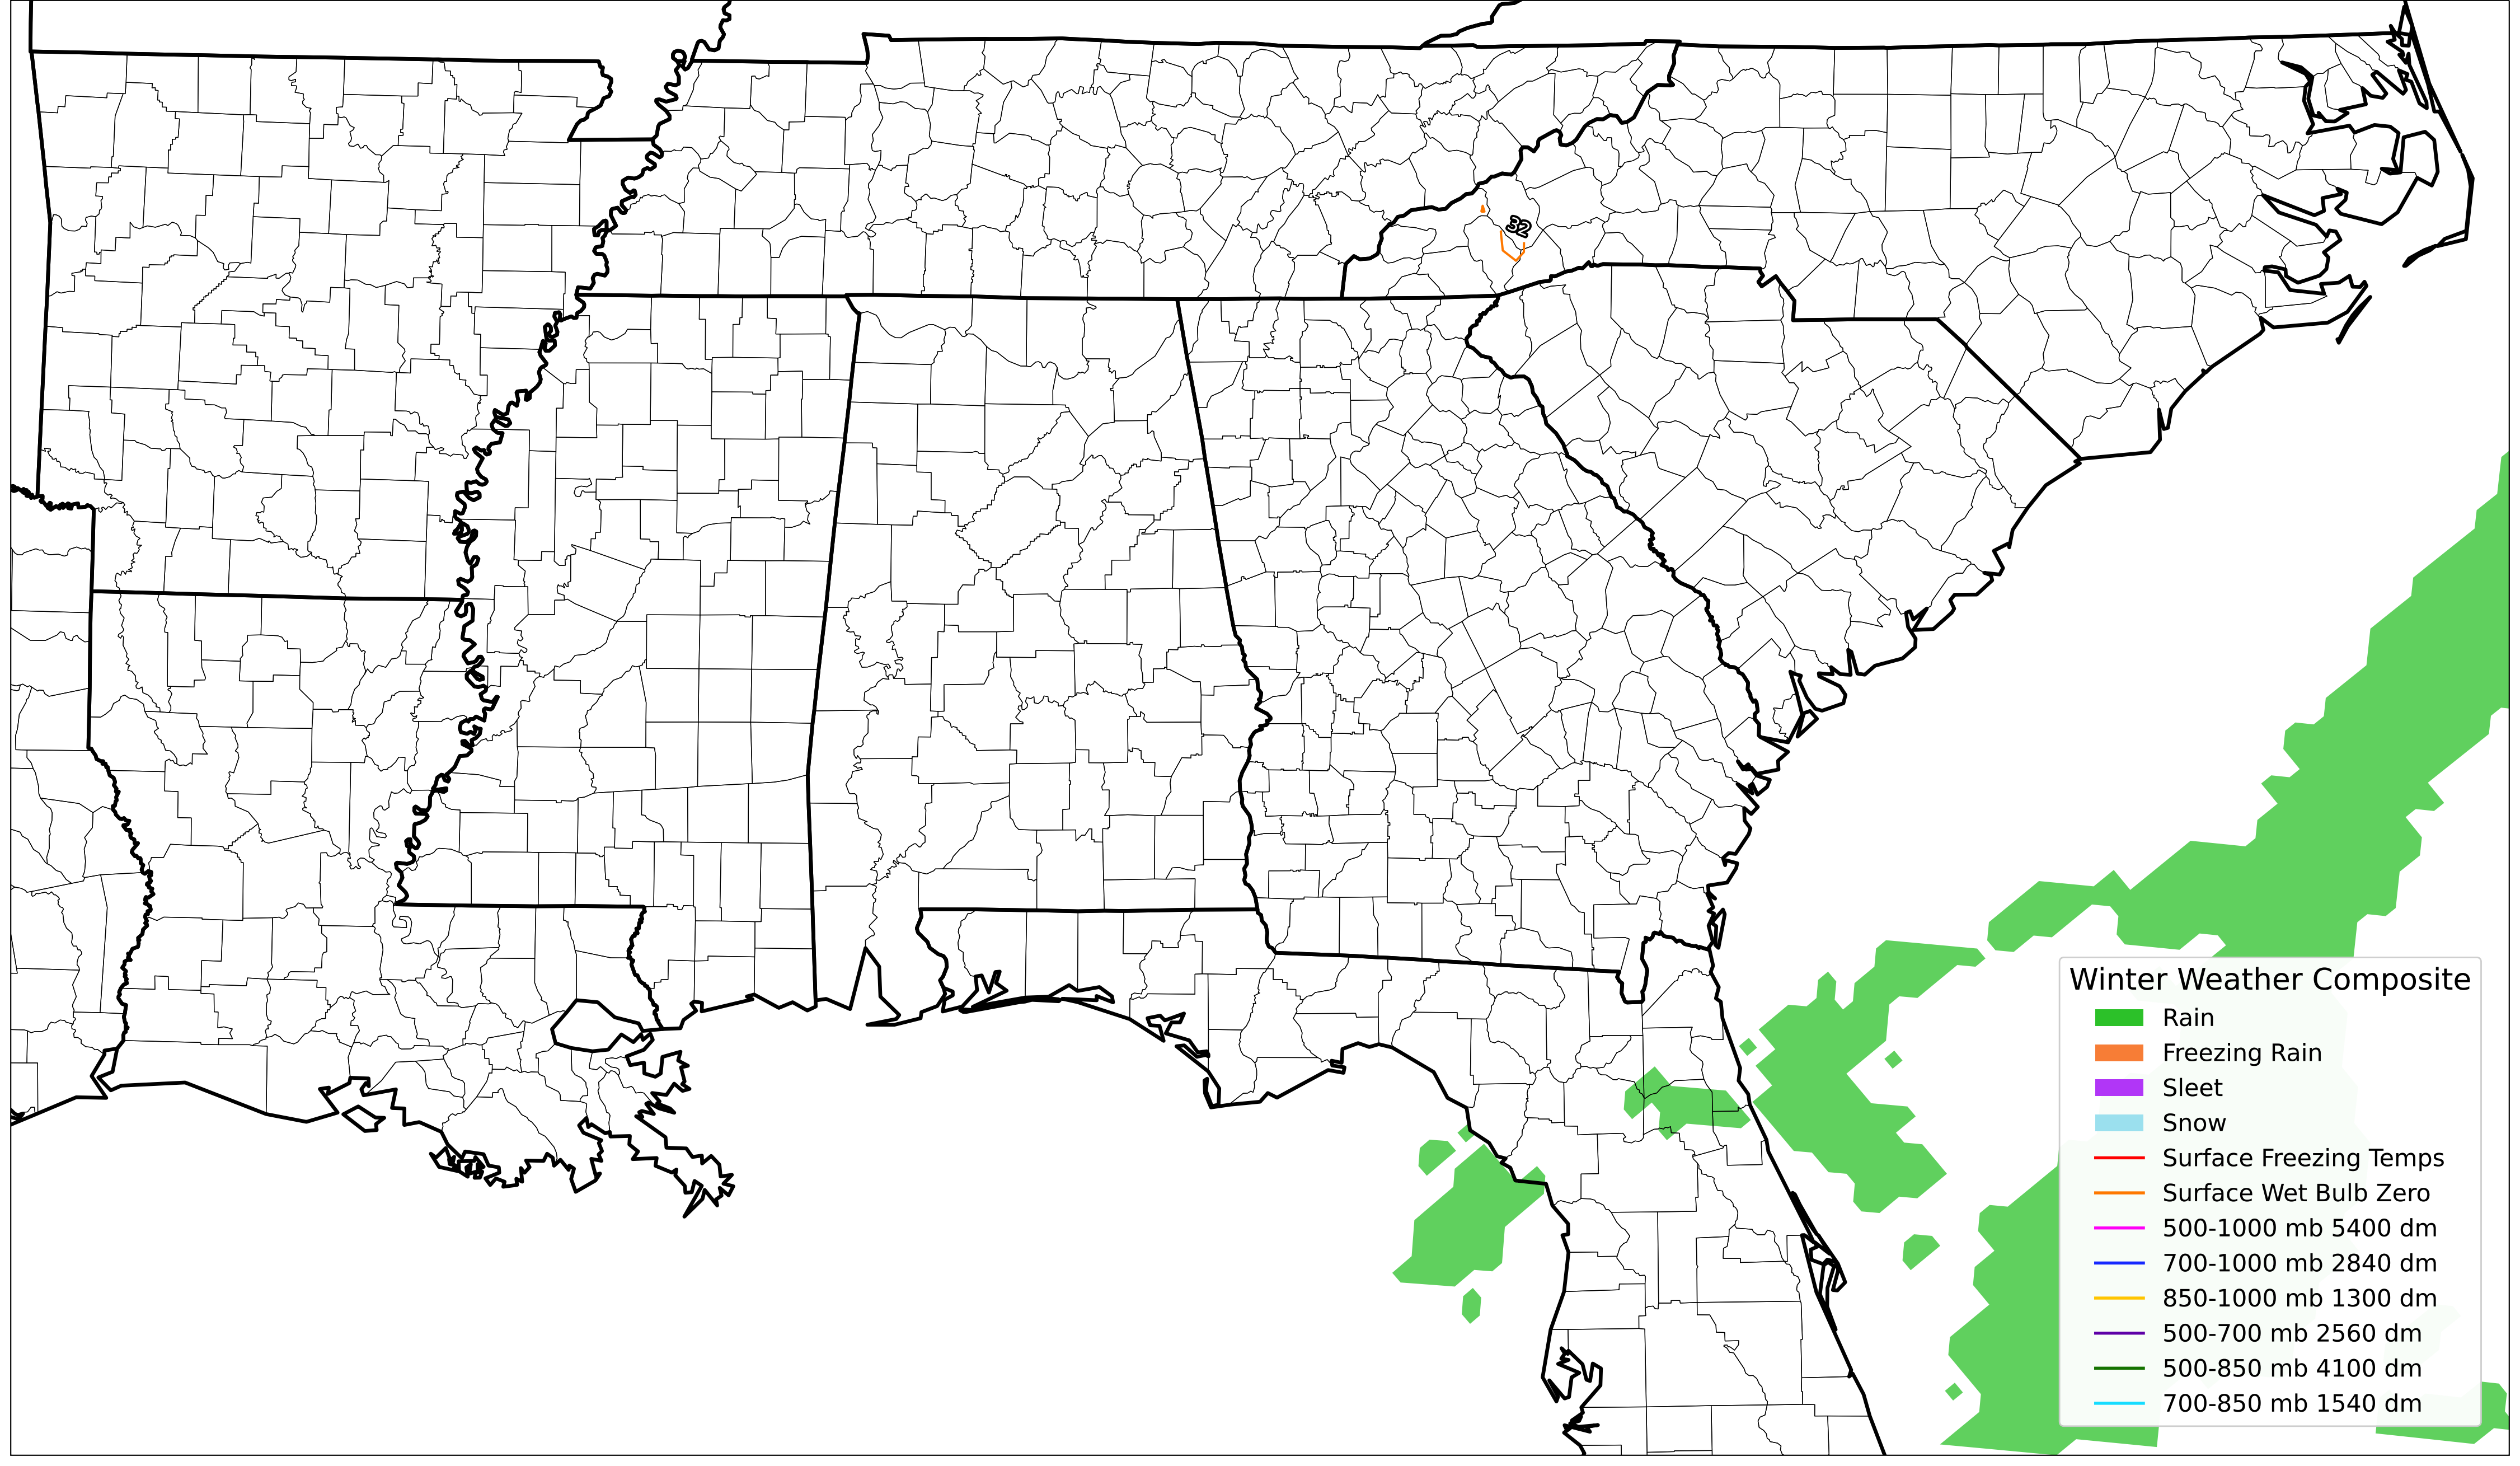 32
Winter Weather Composite
Rain
Freezing Rain
Sleet
Snow
Surface Freezing Temps
Surface Wet Bulb Zero
500-1000 mb 5400 dm
700-1000 mb 2840 dm
850-1000 mb 1300 dm
500-700 mb 2560 dm
500-850 mb 4100 dm
700-850 mb 1540 dm